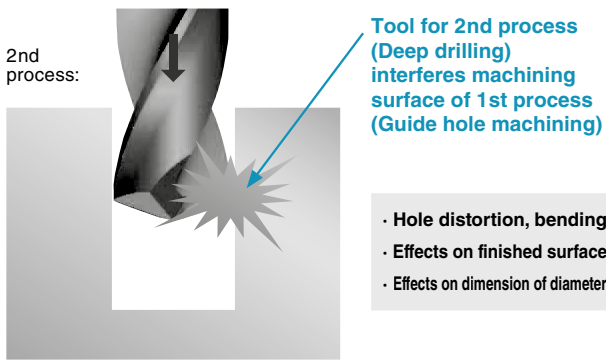 2nd
process:
Tool for 2nd process
(Deep drilling)
interferes machining
surface of 1st process
(Guide hole machining)
· Hole distortion, bending
· Effects on finished surface
· Effects on dimension of diameter